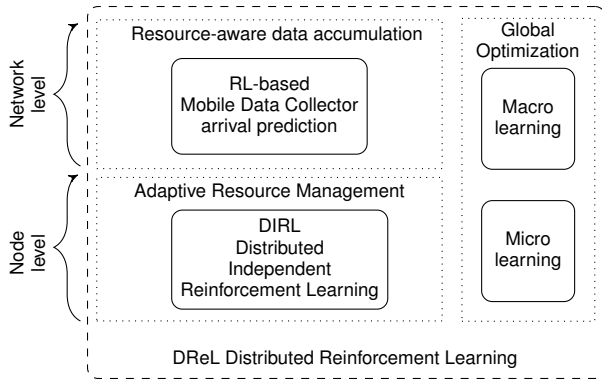 Network
level
Resource-aware data accumulation
RL-based
Mobile Data Collector
arrival prediction
Node
level
Adaptive Resource Management
DIRL
Distributed
Independent
Reinforcement Learning
Global
Optimization
Macro
learning
Micro
learning
DReL Distributed Reinforcement Learning